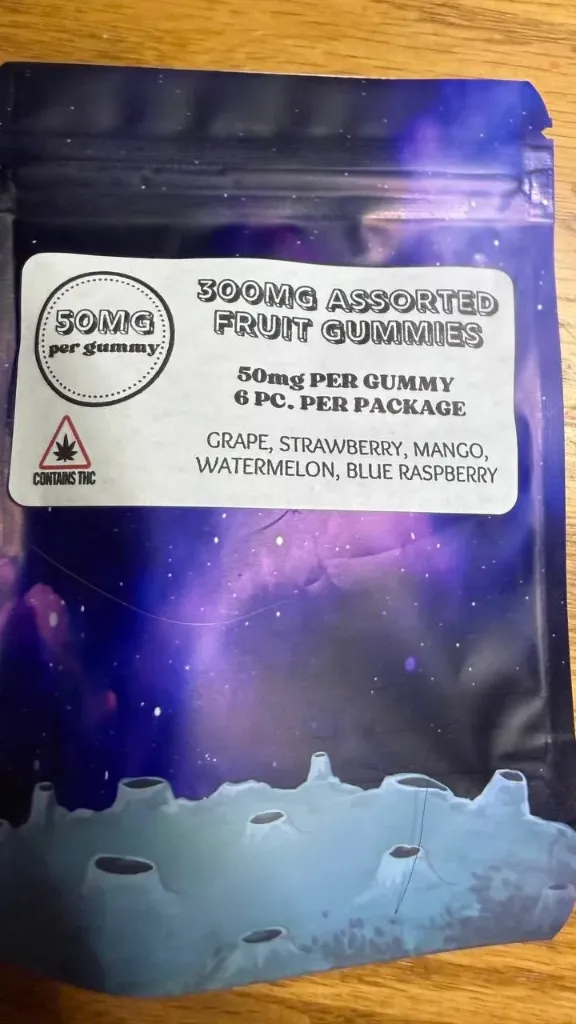 50MG
per gummy
CONTAINS THC
300MG ASSORTED
FRUIT GUMMIES
50mg PER GUMMY
6 PC. PER PACKAGE
GRAPE, STRAWBERRY, MANGO,
WATERMELON, BLUE RASPBERRY